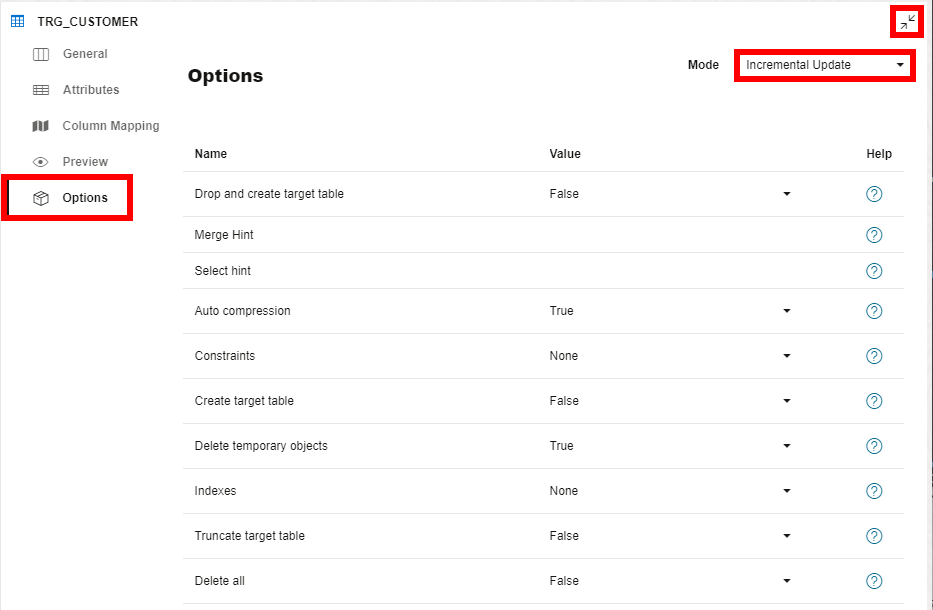 TRG_CUSTOMER
General
Attributes
Column Mapping
Preview
Options
Options
Mode Incremental Update
Name Value Help
Drop and create target table False ?
Merge Hint ?
Select hint ?
Auto compression True ?
Constraints None ?
Create target table False ?
Delete temporary objects True ?
Indexes None ?
Truncate target table False ?
Delete all False ?